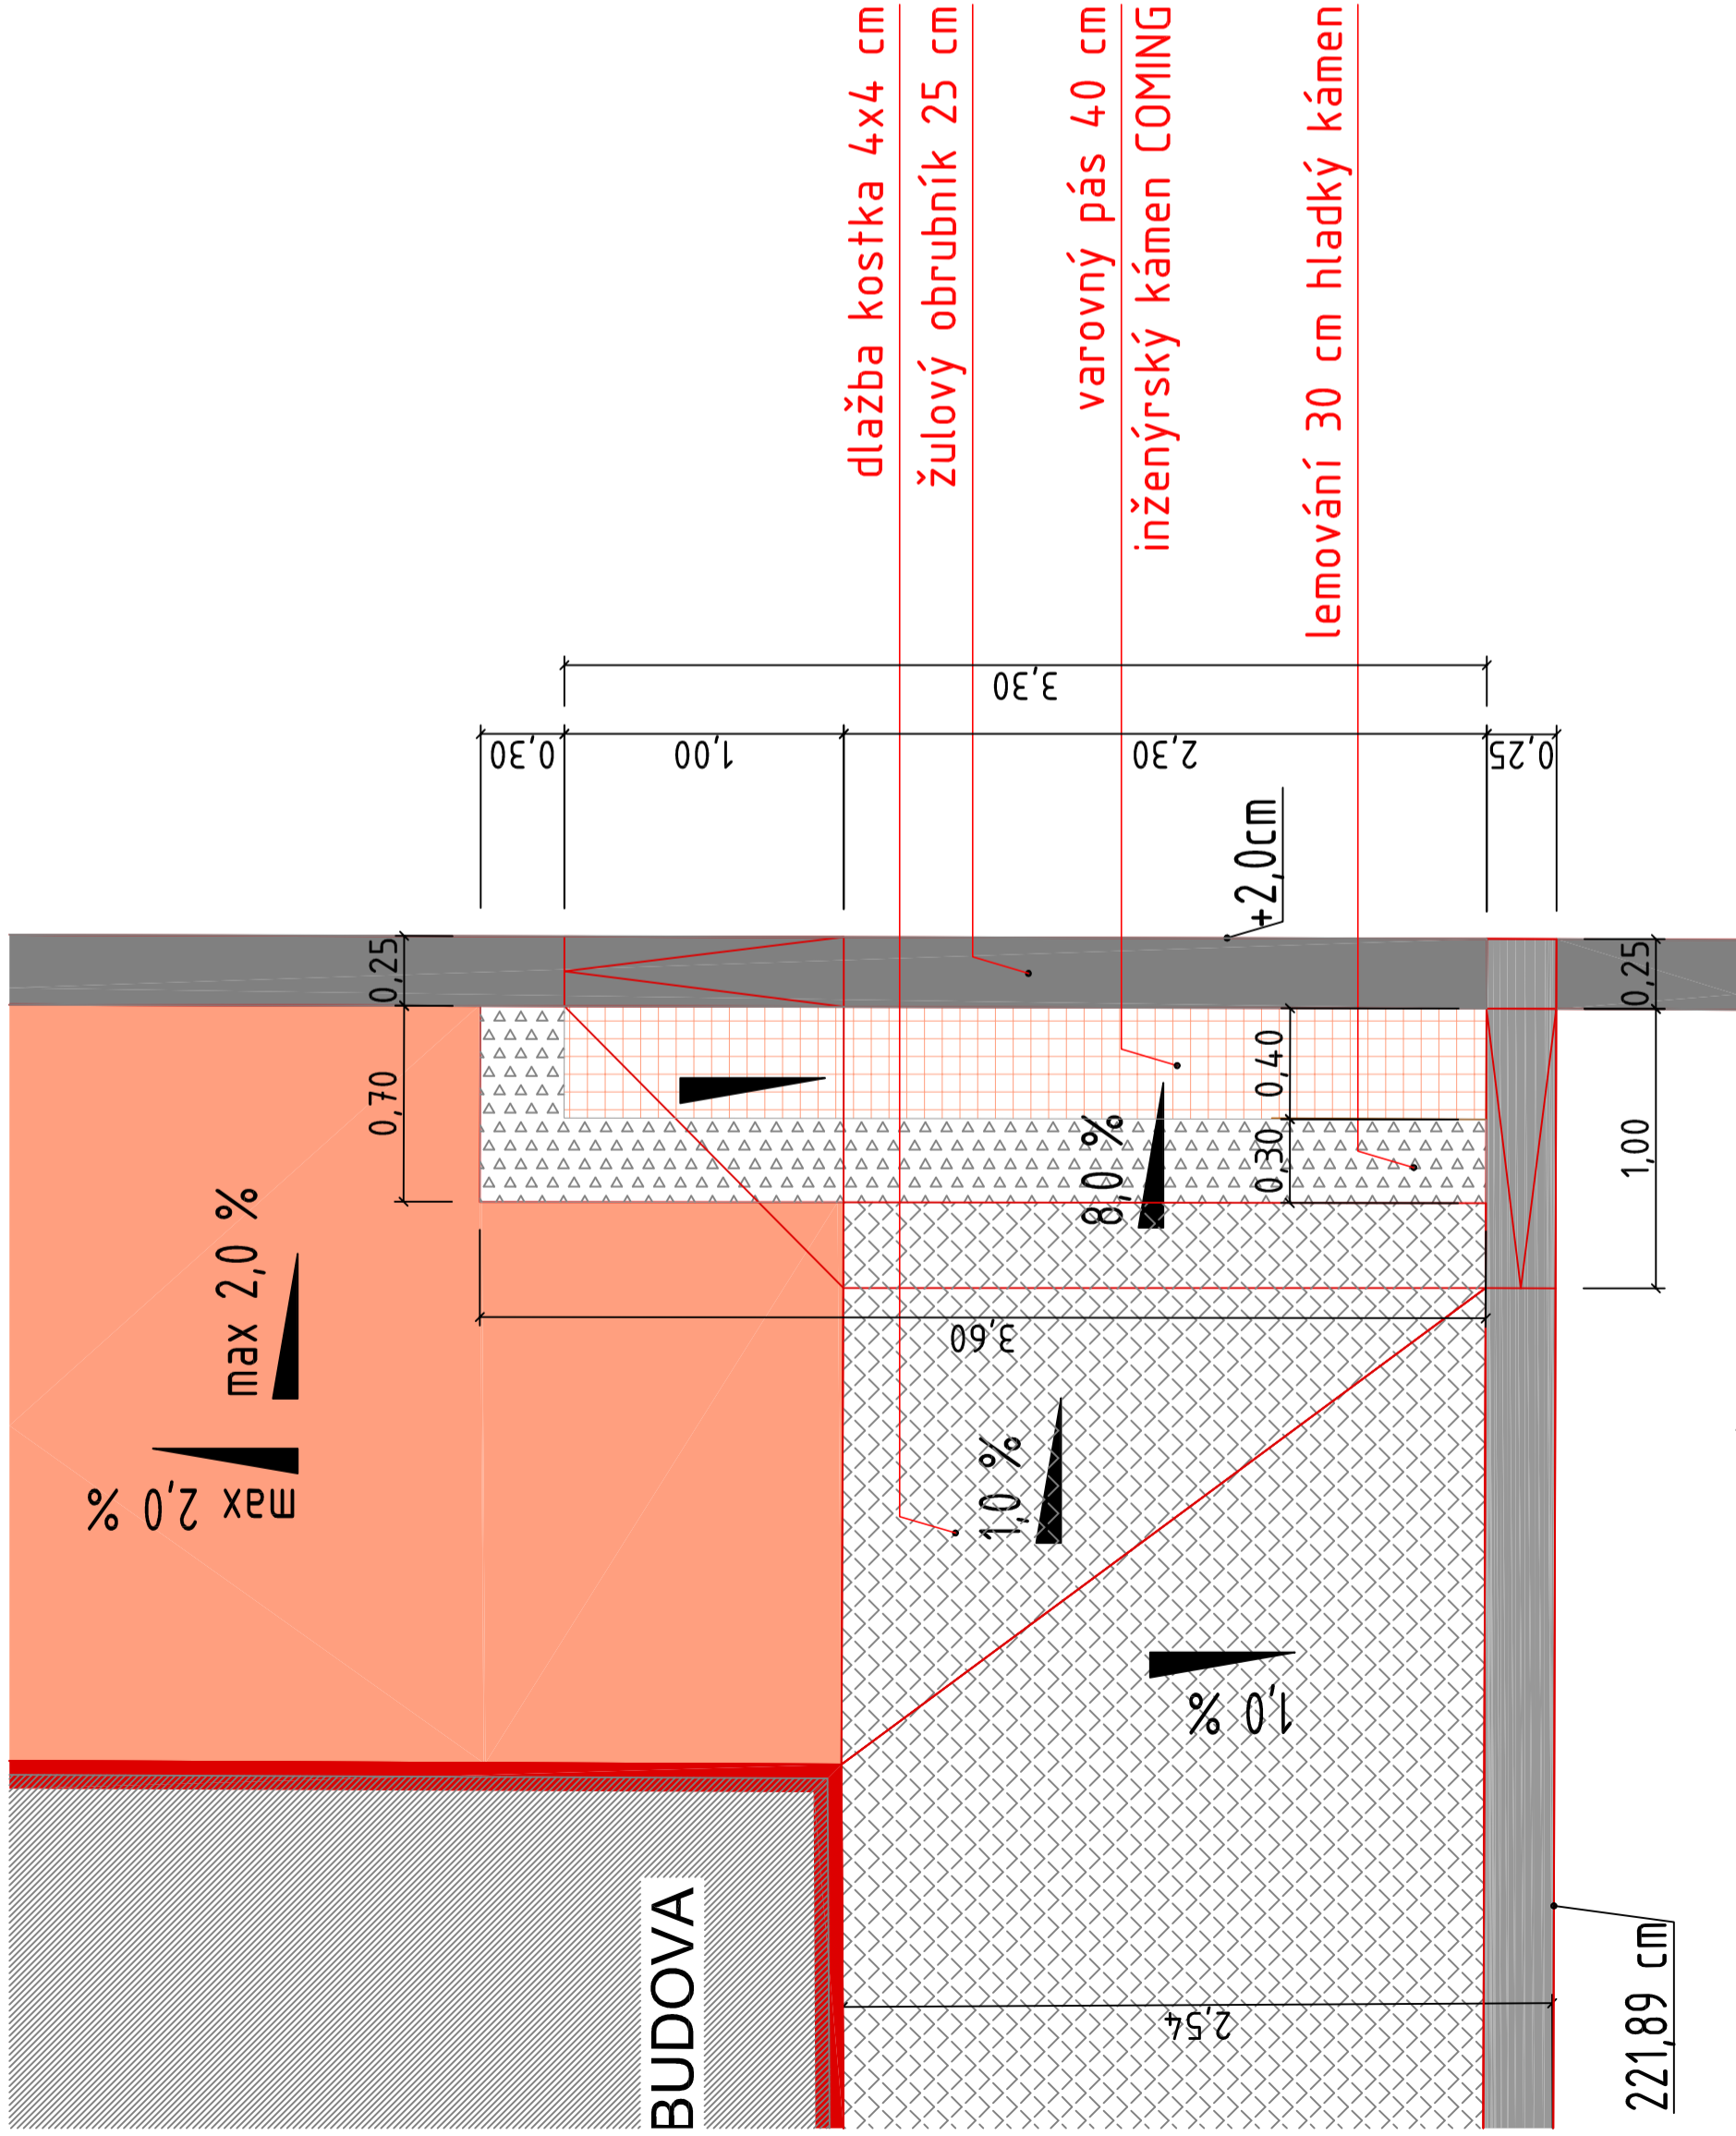 dlažba kostka 4x4 cm
žulový obrubník 25 cm
varovný pás 40 cm
inženýrský kámen COMING
lemování 30 cm hladký kámen
3,30
0,30
1,00
2,30
0,25
+2,0cm
0,25
0,70
0,25
1,00
0,40
0,30
8,0 %
3,60
max 2,0 %
max 2,0 %
1,0 %
1,0 %
BUDOVA
2,54
221,89 cm